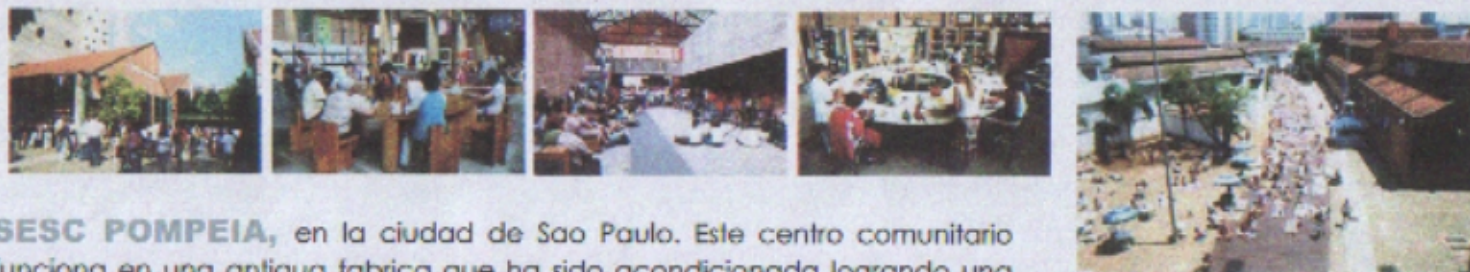 SESC POMPEIA, en la ciudad de Sao Paulo. Este centro comunitario
funciona en una antigua fabrica que ha sido acondicionada logrando una